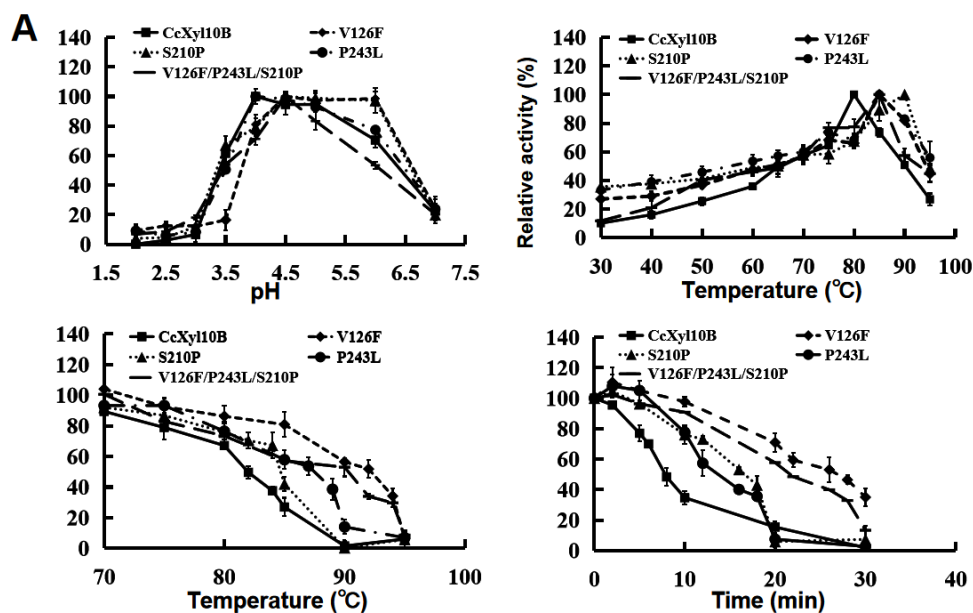 A
140
120
100
80
60
40
20
0
CcXyl10B V126F
S210P P243L
V126F/P243L/S210P
1.5 2.5 3.5 4.5 5.5 6.5 7.5
pH
Relative activity (%)
140
120
100
80
60
40
20
0
CcXyl10B V126F
S210P P243L
V126F/P243L/S210P
30 40 50 60 70 80 90 100
Temperature (℃)
140
120
100
80
60
40
20
0
CcXyl10B V126F
S210P P243L
V126F/P243L/S210P
70 80 90 100
Temperature (℃)
140
120
100
80
60
40
20
0
CcXyl10B V126F
S210P P243L
V126F/P243L/S210P
0 10 20 30 40
Time (min)